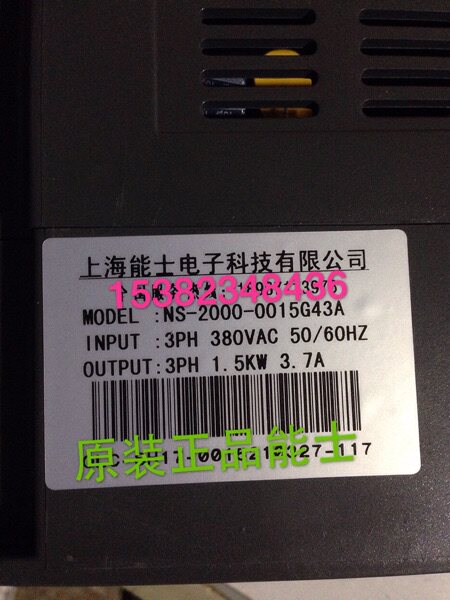 上海能士电子科技有限公司
15382348436
MODEL :NS-2000-0015G43A
INPUT :3PH 380VAC 50/60HZ
OUTPUT:3PH 1.5KW 3.7A
原装正品能士